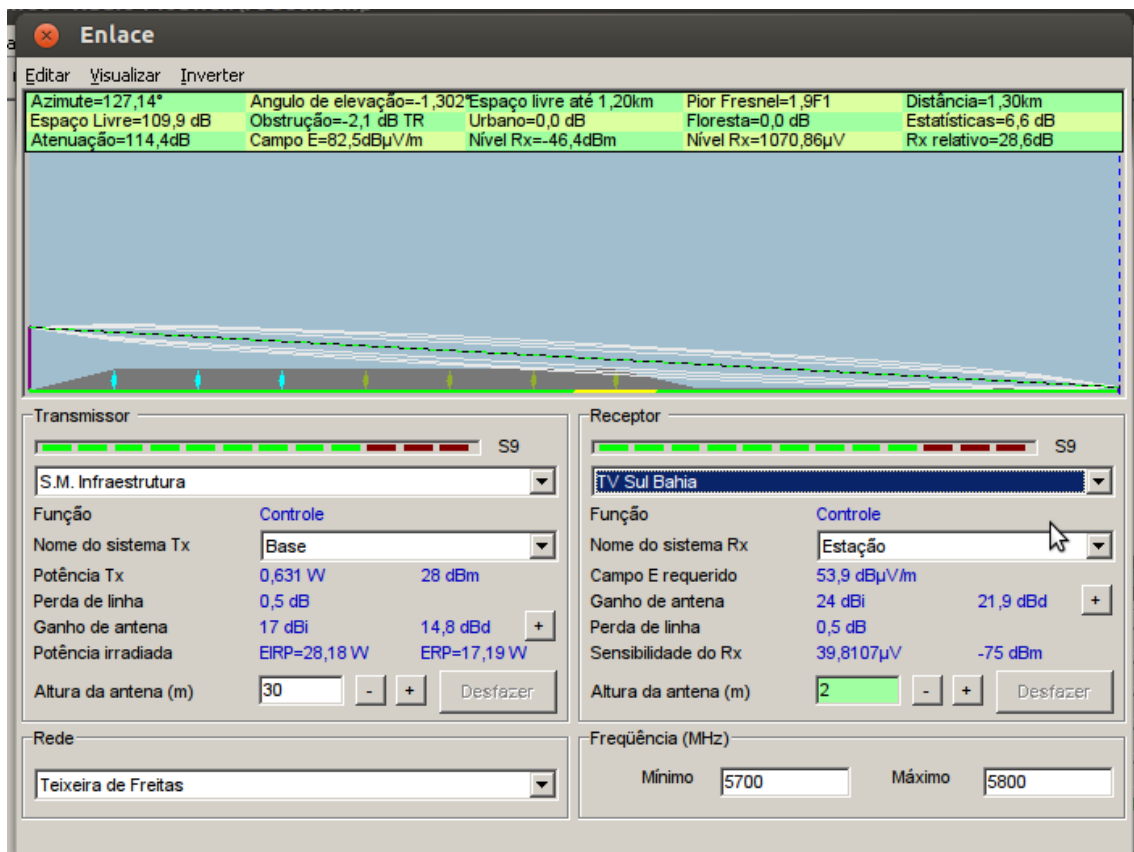 Enlace
Editar Visualizar Inverter
Azimute=127,14° Angulo de elevação=-1,302° Espaço livre até 1,20km Pior Fresnel=1,9F1 Distância=1,30km
Espaço Livre=109,9 dB Obstrução=-2,1 dB TR Urbano=0,0 dB Floresta=0,0 dB Estatísticas=6,6 dB
Atenuação=114,4dB Campo E=82,5dBµV/m Nível Rx=-46,4dBm Nível Rx=1070,86µV Rx relativo=28,6dB
Transmissor
S9
S.M. Infraestrutura
Função Controle
Nome do sistema Tx Base
Potência Tx 0,631 W 28 dBm
Perda de linha 0,5 dB
Ganho de antena 17 dBi 14,8 dBd +
Potência irradiada EIRP=28,18 W ERP=17,19 W
Altura da antena (m) 30 - + Desfazer
Rede
Teixeira de Freitas
Receptor
S9
TV Sul Bahia
Função Controle
Nome do sistema Rx Estação
Campo E requerido 53,9 dBµV/m
Ganho de antena 24 dBi 21,9 dBd +
Perda de linha 0,5 dB
Sensibilidade do Rx 39,8107µV -75 dBm
Altura da antena (m) 2 - + Desfazer
Freqüência (MHz)
Mínimo 5700 Máximo 5800